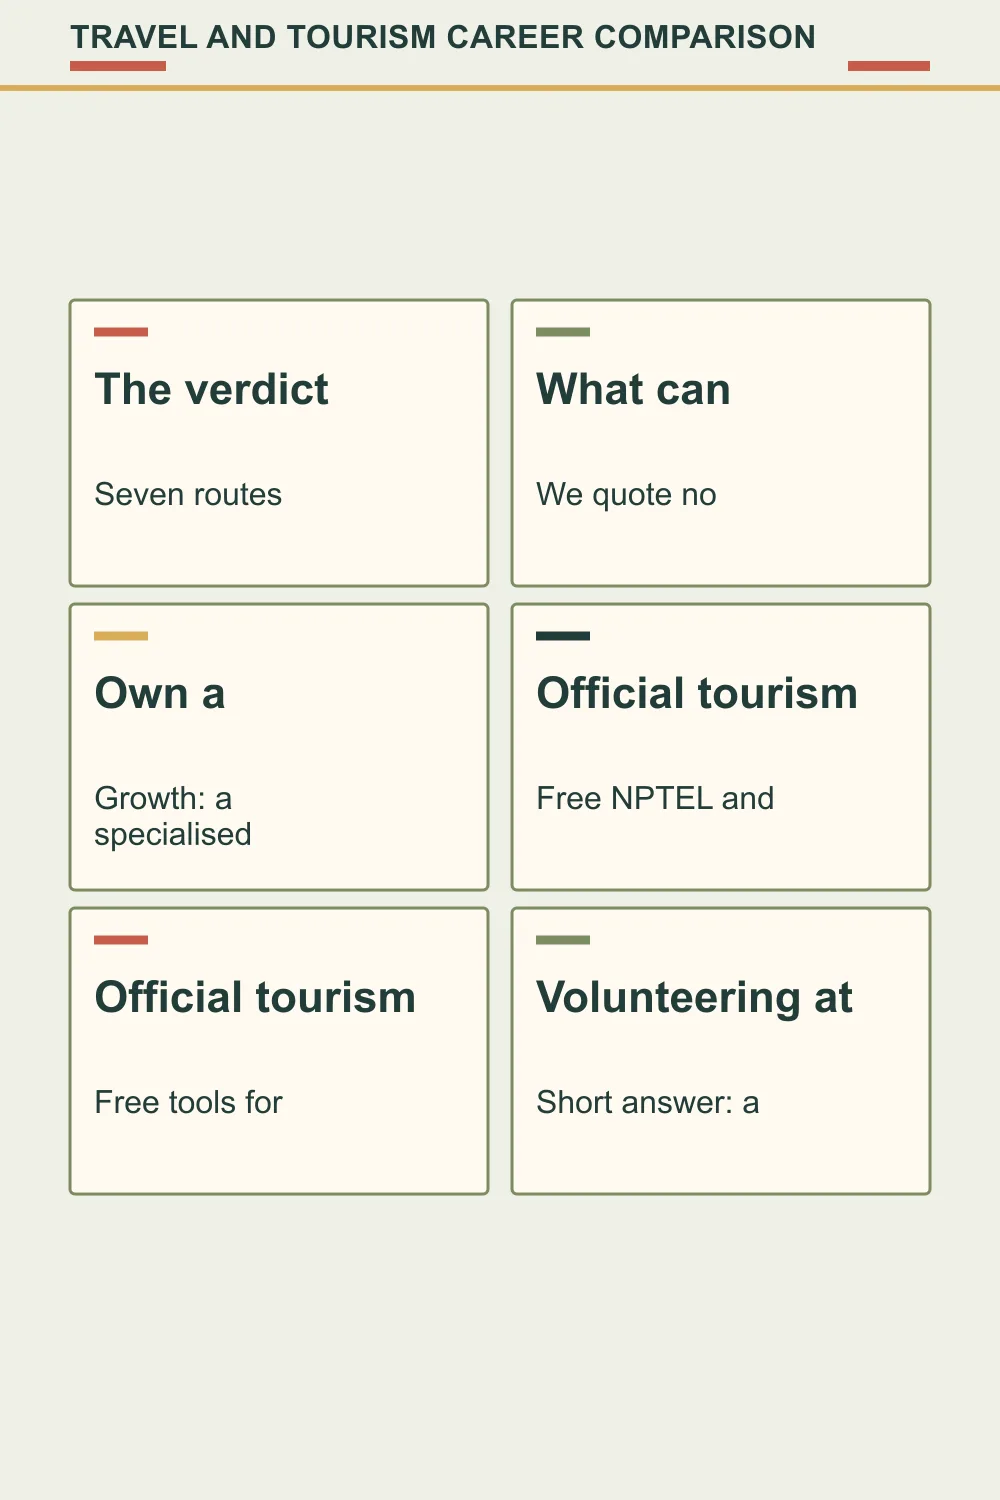 TRAVEL AND TOURISM CAREER COMPARISON
The verdict
Seven routes
What can
We quote no
Own a
Growth: a
specialised
Official tourism
Free NPTEL and
Official tourism
Free tools for
Volunteering at
Short answer: a